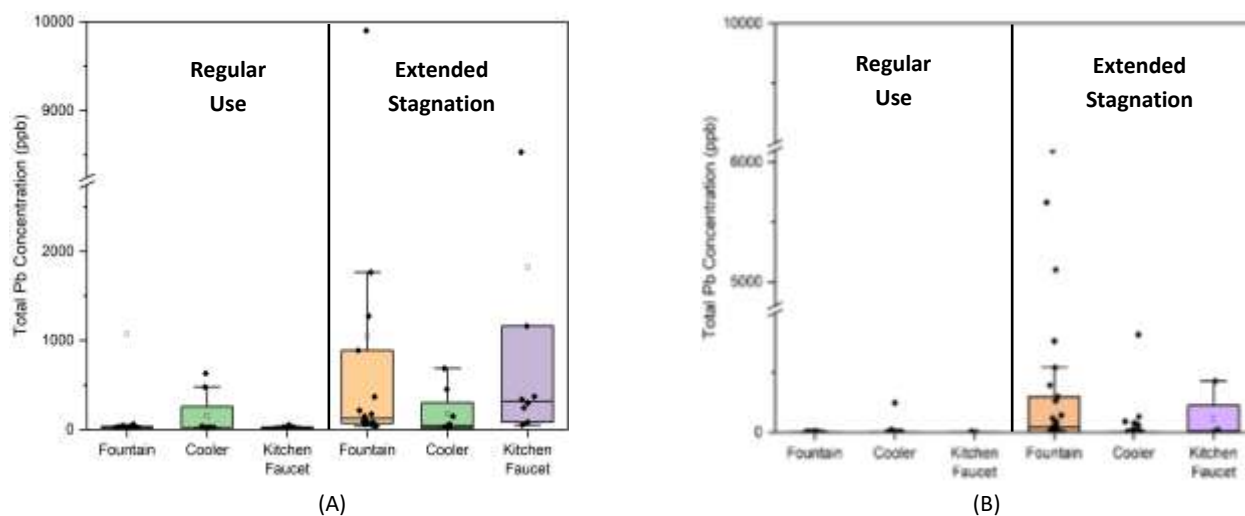 10000
9000
2000
1000
0
Total Pb Concentration (ppb)
Regular
Use
Extended
Stagnation
Fountain
Cooler
Kitchen
Faucet
Fountain
Cooler
Kitchen
Faucet
(A)
10000
6000
5000
0
Total Pb Concentration (ppb)
Regular
Use
Extended
Stagnation
Fountain
Cooler
Kitchen
Faucet
Fountain
Cooler
Kitchen
Faucet
(B)